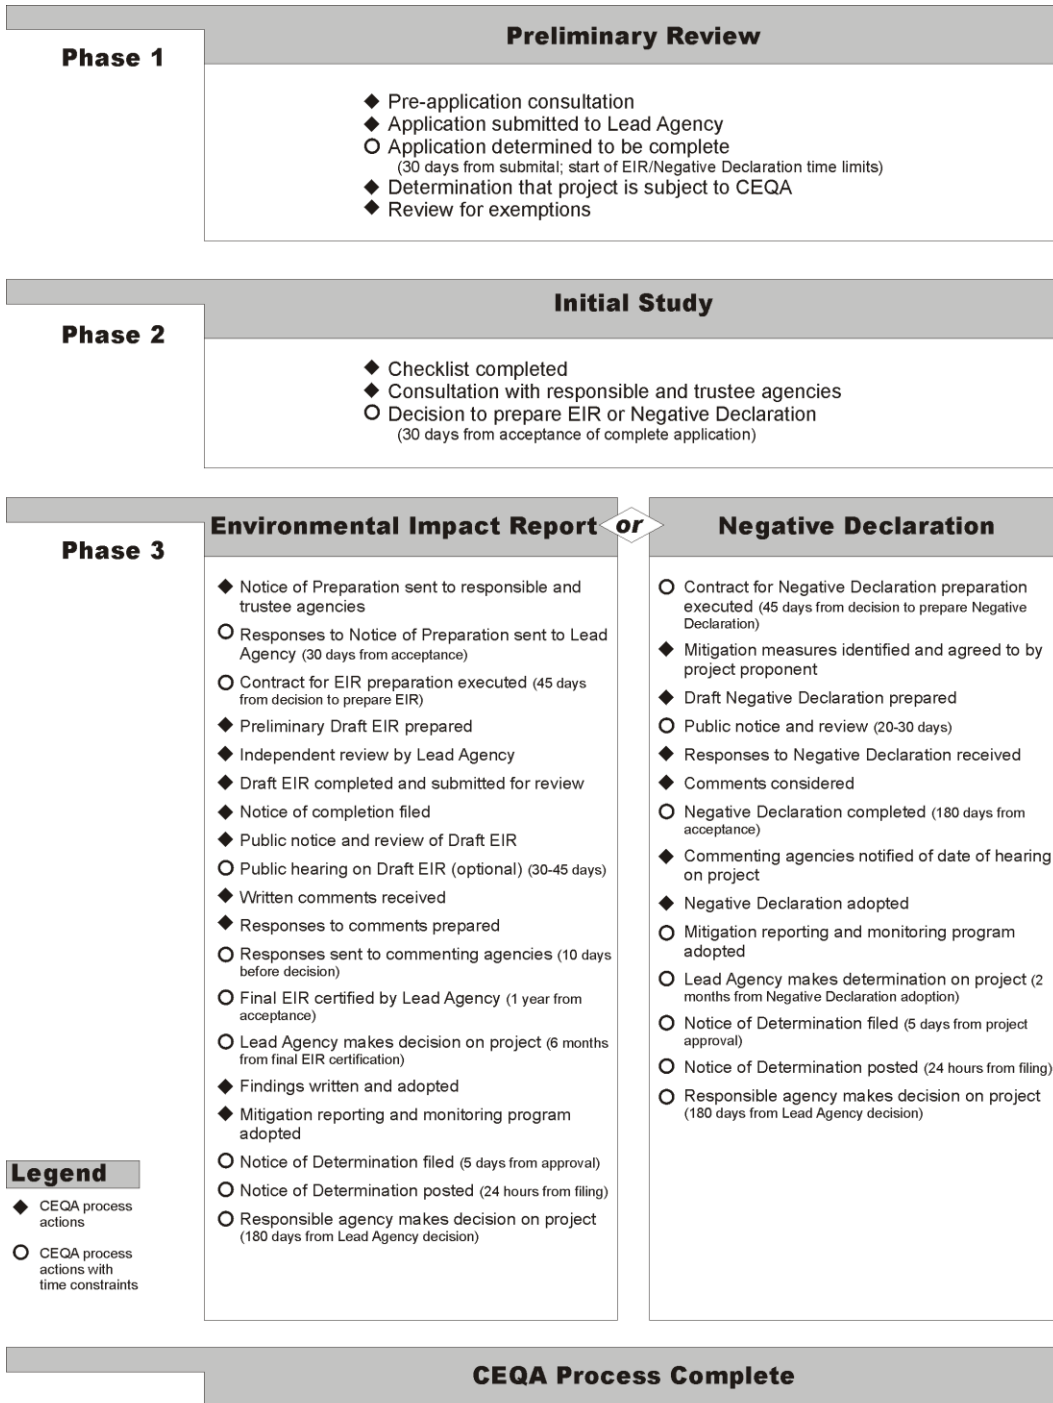 Preliminary Review
Phase 1
Pre-application consultation
Application submitted to Lead Agency
Application determined to be complete
(30 days from submital; start of EIR/Negative Declaration time limits)
Determination that project is subject to CEQA
Review for exemptions
Initial Study
Phase 2
Checklist completed
Consultation with responsible and trustee agencies
Decision to prepare EIR or Negative Declaration
(30 days from acceptance of complete application)
Phase 3
Environmental Impact Report
Notice of Preparation sent to responsible and
trustee agencies
Responses to Notice of Preparation sent to Lead
Agency (30 days from acceptance)
Contract for EIR preparation executed (45 days
from decision to prepare EIR)
Preliminary Draft EIR prepared
Independent review by Lead Agency
Draft EIR completed and submitted for review
Notice of completion filed
Public notice and review of Draft EIR
Public hearing on Draft EIR (optional) (30-45 days)
Written comments received
Responses to comments prepared
Responses sent to commenting agencies (10 days
before decision)
Final EIR certified by Lead Agency (1 year from
acceptance)
Lead Agency makes decision on project (6 months
from final EIR certification)
Findings written and adopted
Mitigation reporting and monitoring program
adopted
Notice of Determination filed (5 days from approval)
Notice of Determination posted (24 hours from filing)
Responsible agency makes decision on project
(180 days from Lead Agency decision)
or
Negative Declaration
Contract for Negative Declaration preparation
executed (45 days from decision to prepare Negative
Declaration)
Mitigation measures identified and agreed to by
project proponent
Draft Negative Declaration prepared
Public notice and review (20-30 days)
Responses to Negative Declaration received
Comments considered
Negative Declaration completed (180 days from
acceptance)
Commenting agencies notified of date of hearing
on project
Negative Declaration adopted
Mitigation reporting and monitoring program
adopted
Lead Agency makes determination on project (2
months from Negative Declaration adoption)
Notice of Determination filed (5 days from project
approval)
Notice of Determination posted (24 hours from filing)
Responsible agency makes decision on project
(180 days from Lead Agency decision)
Legend
CEQA process
actions
CEQA process
actions with
time constraints
CEQA Process Complete